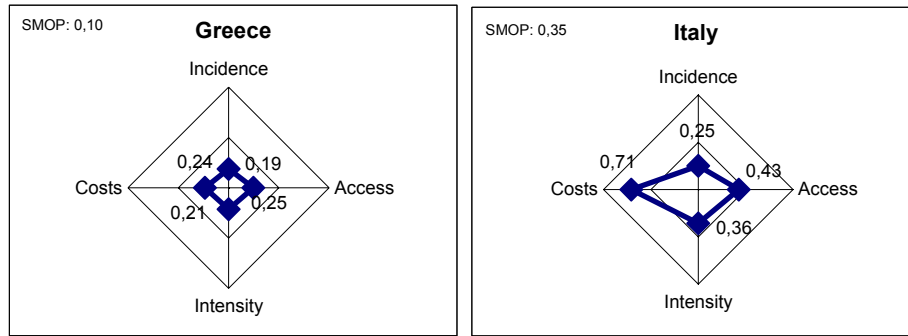 SMOP: 0,10
Greece
Incidence
0,24
0,19
Costs
Access
0,21
0,25
Intensity
SMOP: 0,35
Italy
Incidence
0,25
0,71
0,43
Costs
Access
0,36
Intensity